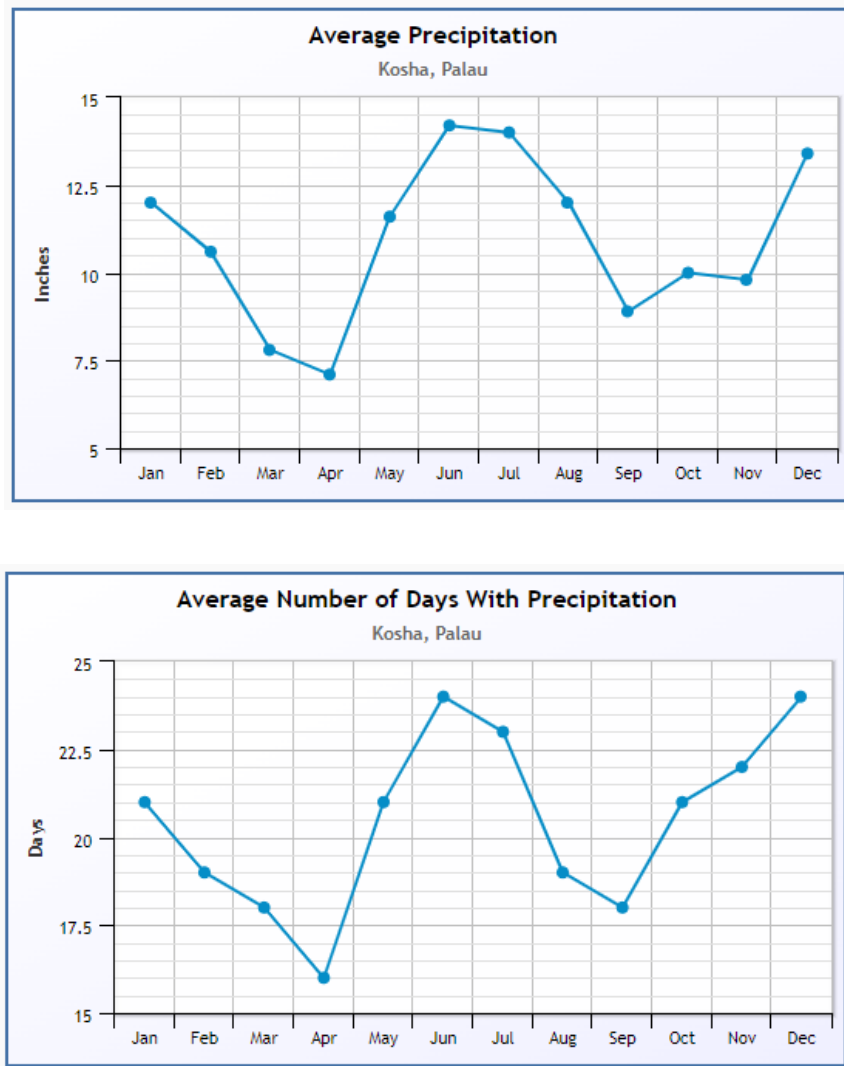 Average Precipitation
Kosha, Palau
15
12.5
10
7.5
5
Inches
Jan Feb Mar Apr May Jun Jul Aug Sep Oct Nov Dec
Average Number of Days With Precipitation
Kosha, Palau
25
22.5
20
17.5
15
Days
Jan Feb Mar Apr May Jun Jul Aug Sep Oct Nov Dec